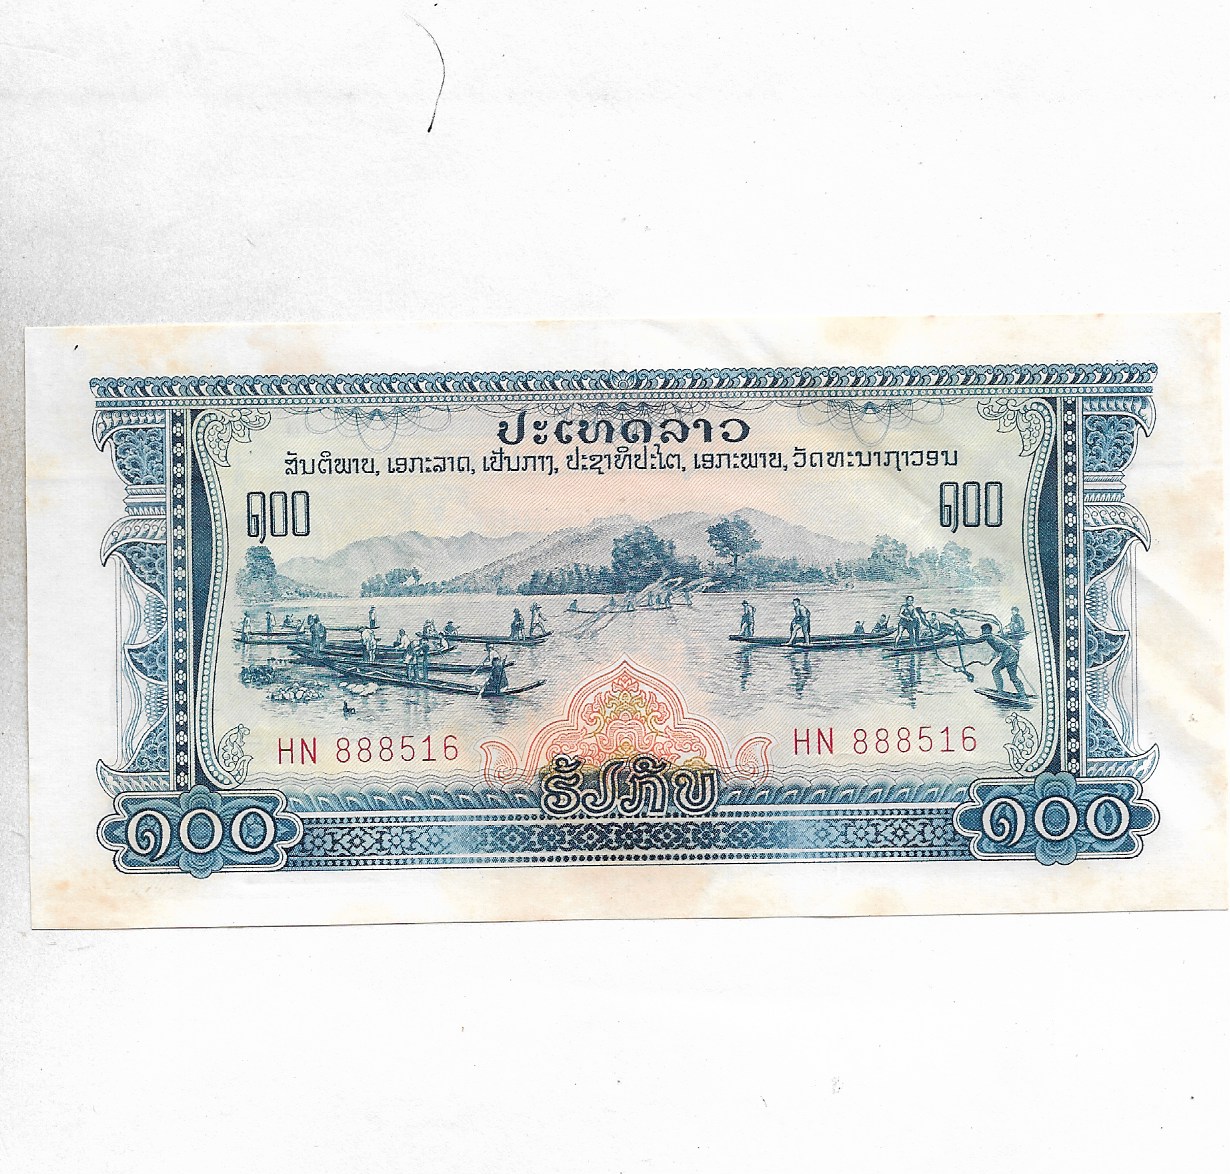 ປະເທດລາວ
ສັນຕິພາບ, ເອກະລາດ, ເປັນກາງ, ປະຊາທິປະໄຕ, ເອກະພາບ, ວັດທະນາຖາວອນ
໑໐໐ ໑໐໐
HN 888516 HN 888516
ຮ້ອຍກີບ
໑໐໐ ໑໐໐